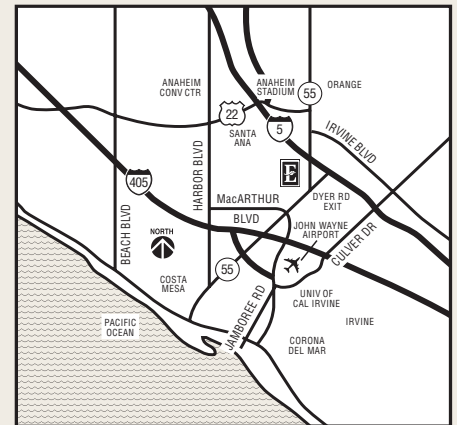 ANAHEIM
CONV CTR
ANAHEIM
STADIUM
55
ORANGE
22
5
SANTA
ANA
IRVINE BLVD
405
HARBOR BLVD
BEACH BLVD
E
MacARTHUR
BLVD
DYER RD
EXIT
JOHN WAYNE
AIRPORT
CULVER DR
NORTH
COSTA
MESA
55
JAMBOREE RD
UNIV OF
CAL IRVINE
IRVINE
PACIFIC
OCEAN
CORONA
DEL MAR